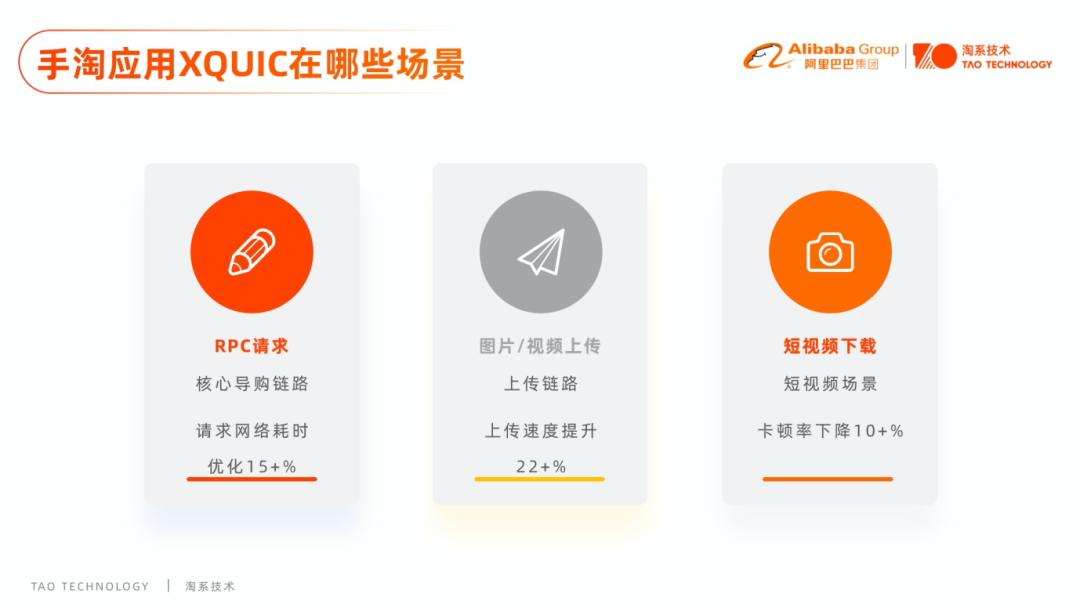 手淘应用XQUIC在哪些场景
Alibaba Group
阿里巴巴集团
淘系技术
TAO TECHNOLOGY
RPC请求
核心导购链路
请求网络耗时
优化15+%
图片/视频上传
上传链路
上传速度提升
22+%
短视频下载
短视频场景
卡顿率下降10+%
TAO TECHNOLOGY | 淘系技术